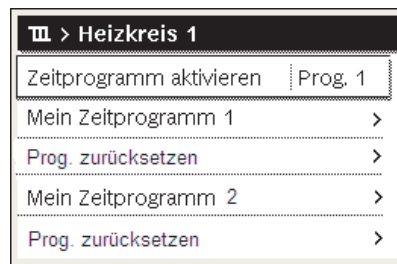 > Heizkreis 1
Zeitprogramm aktivieren Prog. 1
Mein Zeitprogramm 1 >
Prog. zurücksetzen >
Mein Zeitprogramm 2 >
Prog. zurücksetzen >